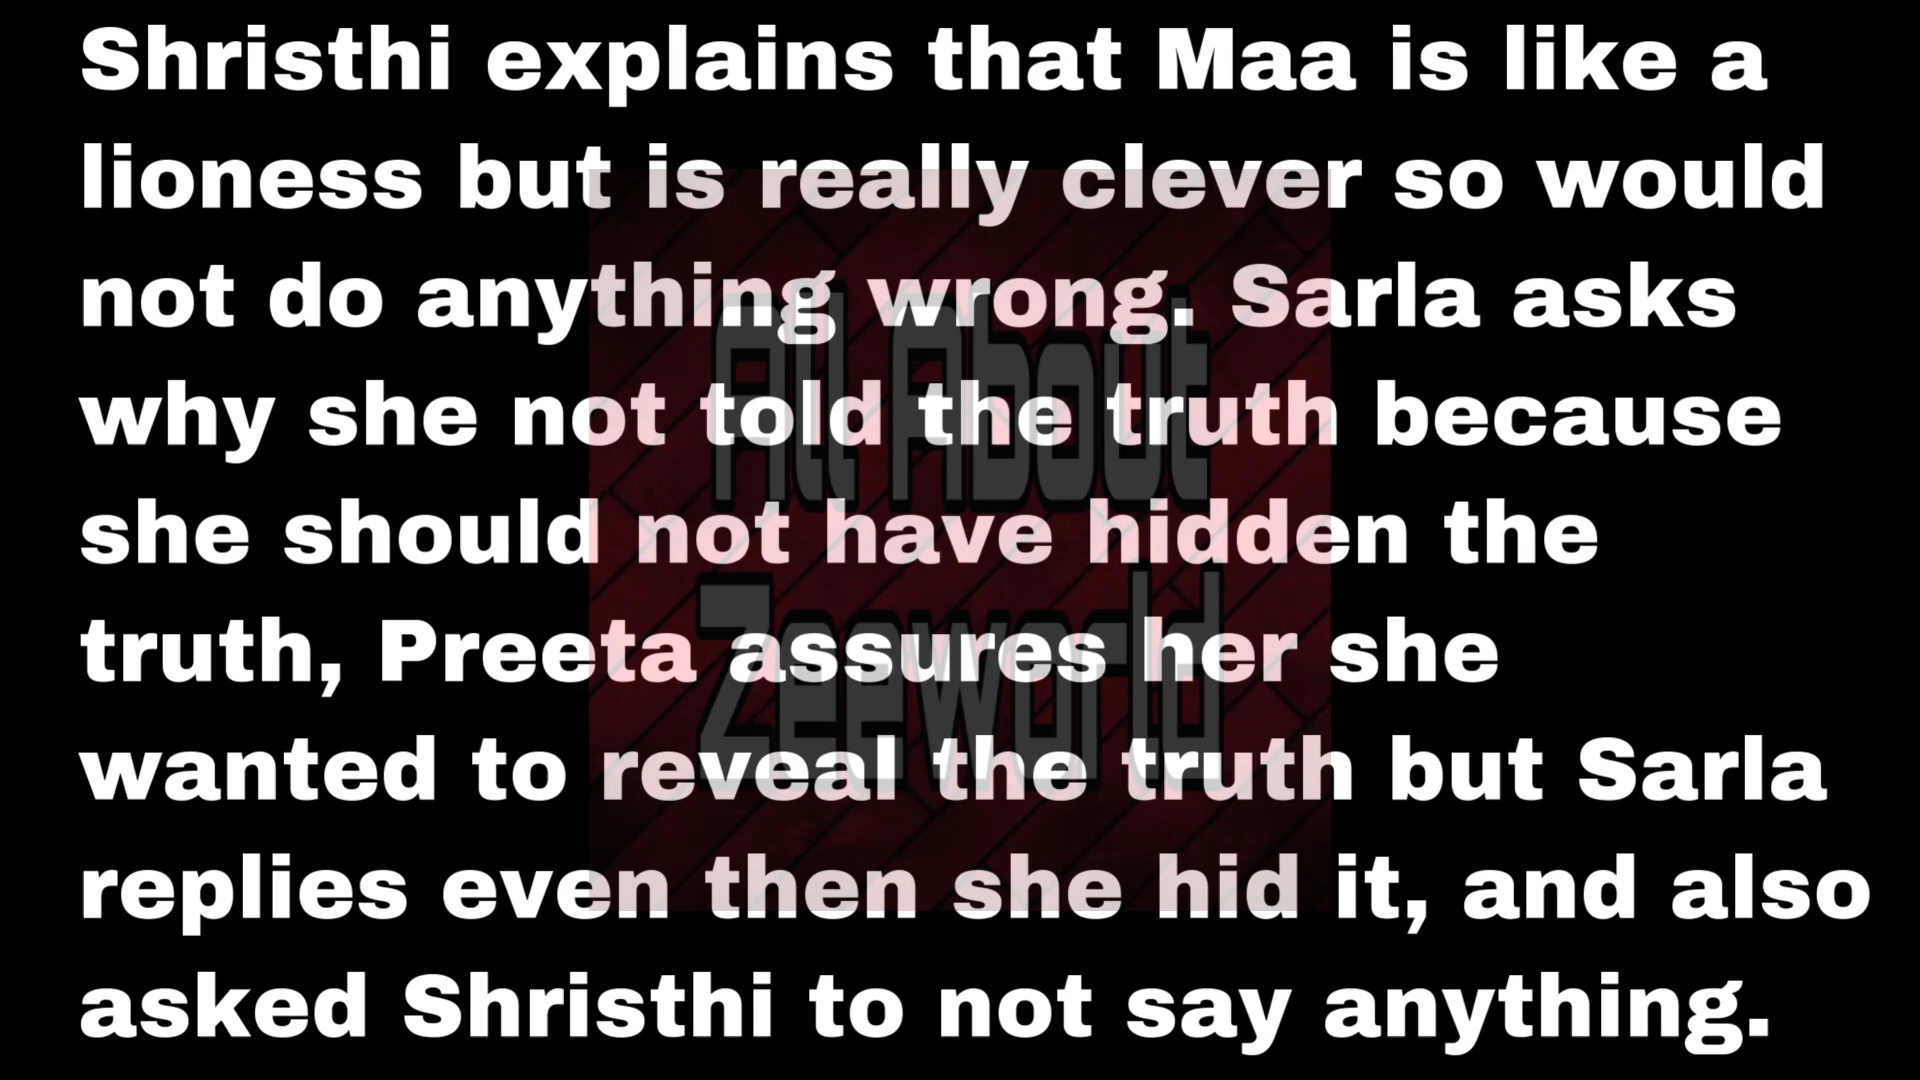 Shristhi explains that Maa is like a
lioness but is really clever so would
not do anything wrong. Sarla asks
why she not told the truth because
she should not have hidden the
truth, Preeta assures her she
wanted to reveal the truth but Sarla
replies even then she hid it, and also
asked Shristhi to not say anything.
All About
Zeeworld